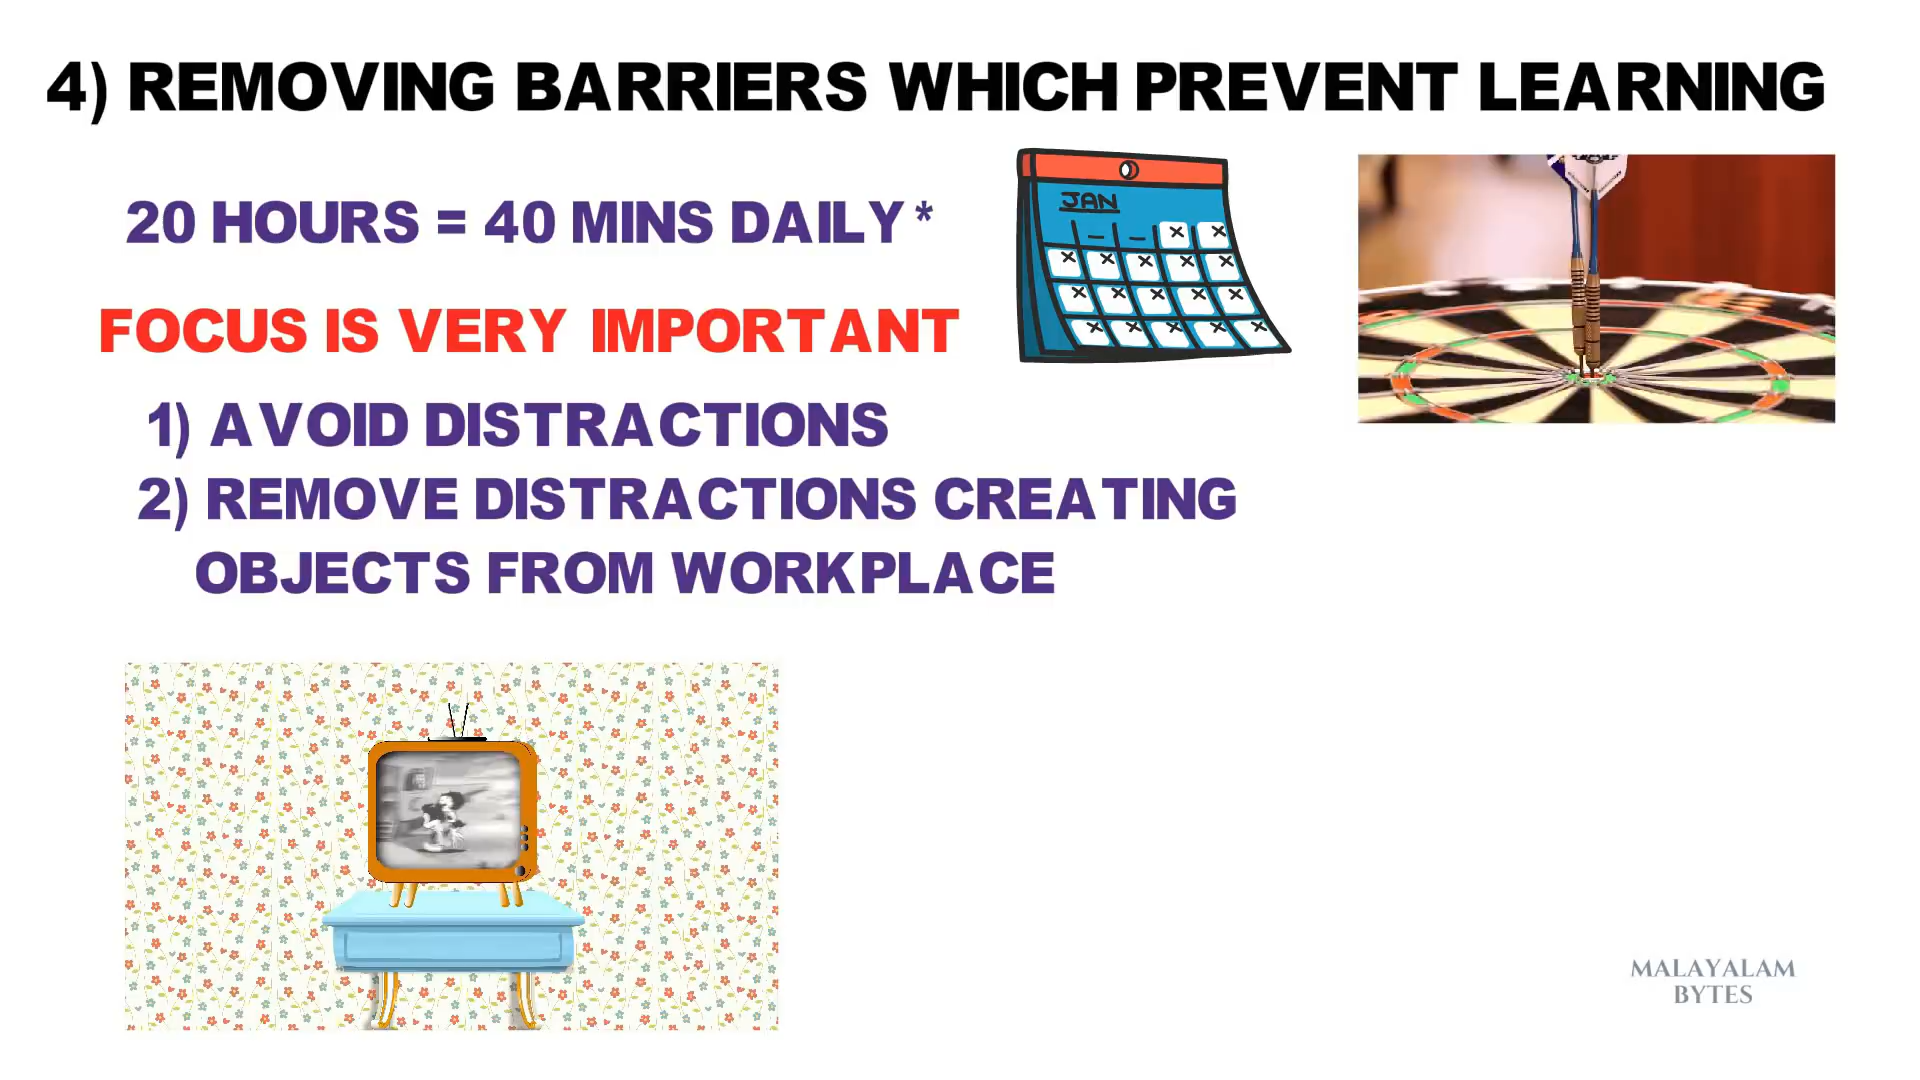 4) REMOVING BARRIERS WHICH PREVENT LEARNING
20 HOURS = 40 MINS DAILY*
JAN
FOCUS IS VERY IMPORTANT
1) AVOID DISTRACTIONS
2) REMOVE DISTRACTIONS CREATING
OBJECTS FROM WORKPLACE
MALAYALAM
BYTES